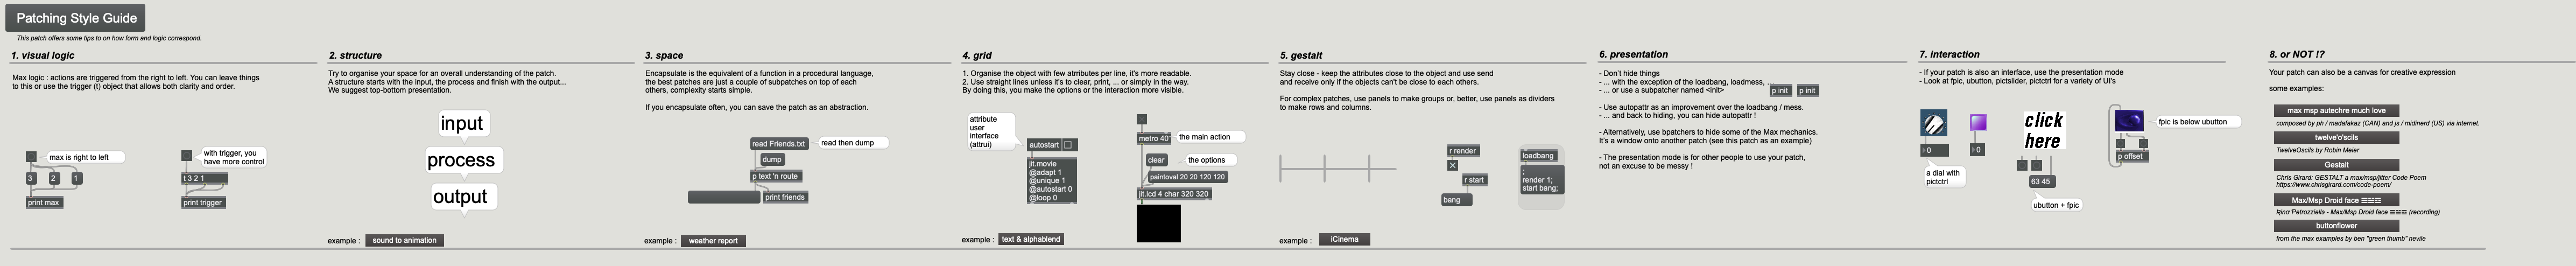 Patching Style Guide
This patch offers some tips to on how form and logic correspond.
1. visual logic
Max logic : actions are triggered from the right to left. You can leave things
to this or use the trigger (t) object that allows both clarity and order.
max is right to left
3 2 1
print max
with trigger, you
have more control
t 3 2 1
print trigger
2. structure
Try to organise your space for an overall understanding of the patch.
A structure starts with the input, the process and finish with the output...
We suggest top-bottom presentation.
input
process
output
example :
sound to animation
3. space
Encapsulate is the equivalent of a function in a procedural language,
the best patches are just a couple of subpatches on top of each
others, complexity starts simple.
If you encapsulate often, you can save the patch as an abstraction.
read Friends.txt
read then dump
dump
p text 'n route
print friends
example :
weather report
4. grid
1. Organise the object with few attributes per line, it's more readable.
2. Use straight lines unless it's to clear, print, ... or simply in the way.
By doing this, you make the options or the interaction more visible.
attribute
user
interface
(attrui)
autostart
jit.movie
@adapt 1
@unique 1
@autostart 0
@loop 0
metro 40
the main action
clear
the options
paintoval 20 20 120 120
jit.lcd 4 char 320 320
example :
text & alphablend
5. gestalt
Stay close - keep the attributes close to the object and use send
and receive only if the objects can't be close to each others.
For complex patches, use panels to make groups or, better, use panels as dividers
to make rows and columns.
r render
r start
bang
loadbang
;
render 1;
start bang;
example :
iCinema
6. presentation
- Don't hide things
- ... with the exception of the loadbang, loadmess, .
- ... or use a subpatcher named <init>
p init
p init
- Use autopattr as an improvement over the loadbang / mess.
- ... and back to hiding, you can hide autopattr !
- Alternatively, use bpatchers to hide some of the Max mechanics.
It's a window onto another patch (see this patch as an example)
- The presentation mode is for other people to use your patch,
not an excuse to be messy !
7. interaction
- If your patch is also an interface, use the presentation mode
- Look at fpic, ubutton, pictslider, pictctrl for a variety of UI's
0
a dial with
pictctrl
0
click
here
63 45
ubutton + fpic
fpic is below ubutton
p offset
8. or NOT !?
Your patch can also be a canvas for creative expression
some examples:
max msp autechre much love
composed by ph / madafakaz (CAN) and js / midinerd (US) via internet.
twelve'o'scils
TwelveOscils by Robin Meier
Gestalt
Chris Girard: GESTALT a max/msp/jitter Code Poem
https://www.chrisgirard.com/code-poem/
Max/Msp Droid face
Petrozziells - Max/Msp Droid face (recording)
buttonflower
from the max examples by ben "green thumb" nevile